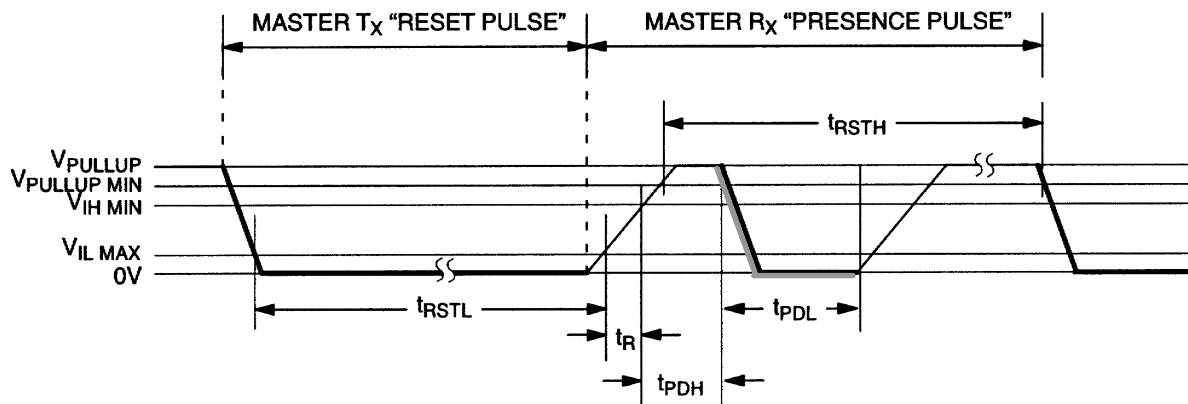 MASTER TX “RESET PULSE” MASTER RX “PRESENCE PULSE”
tRSTH
VPULLUP
VPULLUP MIN
VIH MIN
VIL MAX
0V
tRSTL
tPDL
tR
tPDH